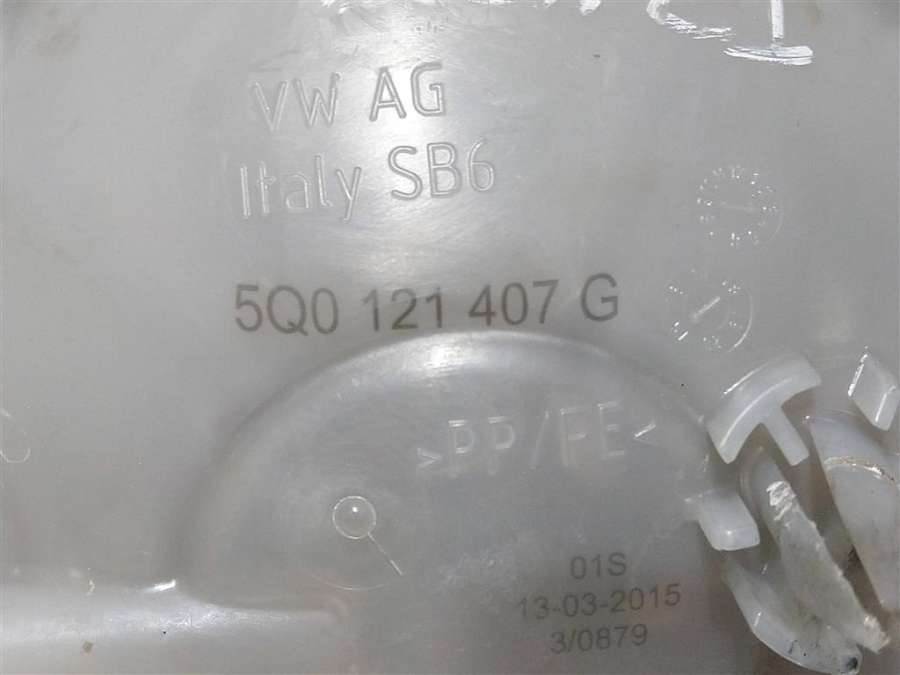 VW AG
Italy SB6
5Q0 121 407 G
>PP/PE<
01S
13-03-2015
3/0879